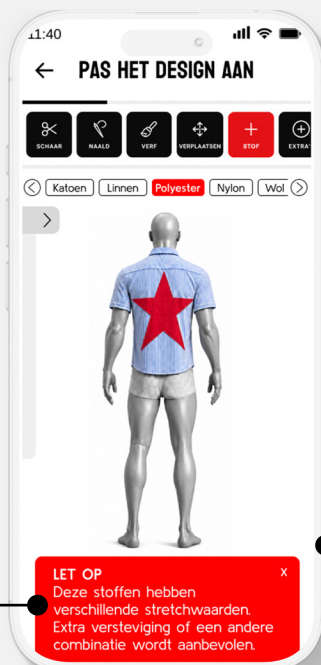 11:40
PAS HET DESIGN AAN
SCHAAR NAALD VERF VERPLAATSEN STOF EXTRA'
Katoen Linnen Polyester Nylon Wol
LET OP X
Deze stoffen hebben
verschillende stretchwaarden.
Extra versteviging of een andere
combinatie wordt aanbevolen.